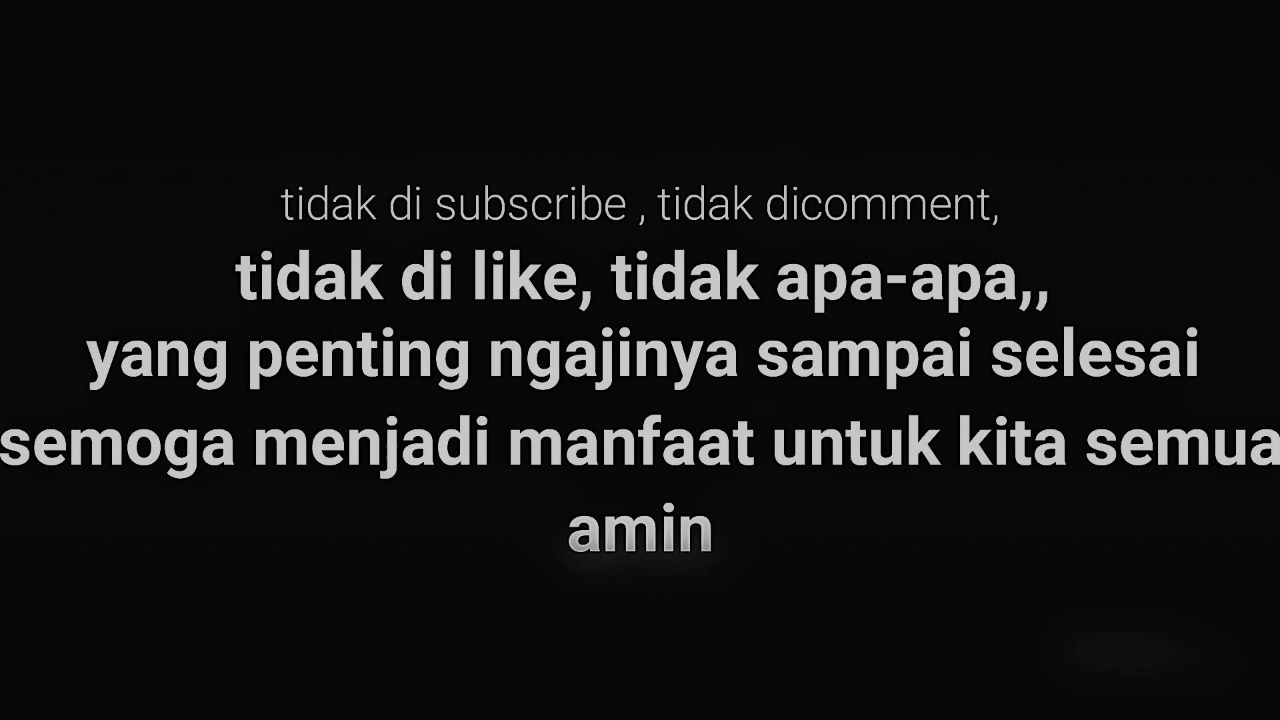 tidak di subscribe , tidak dicomment,
tidak di like, tidak apa-apa,,
yang penting ngajinya sampai selesai
semoga menjadi manfaat untuk kita semua
amin